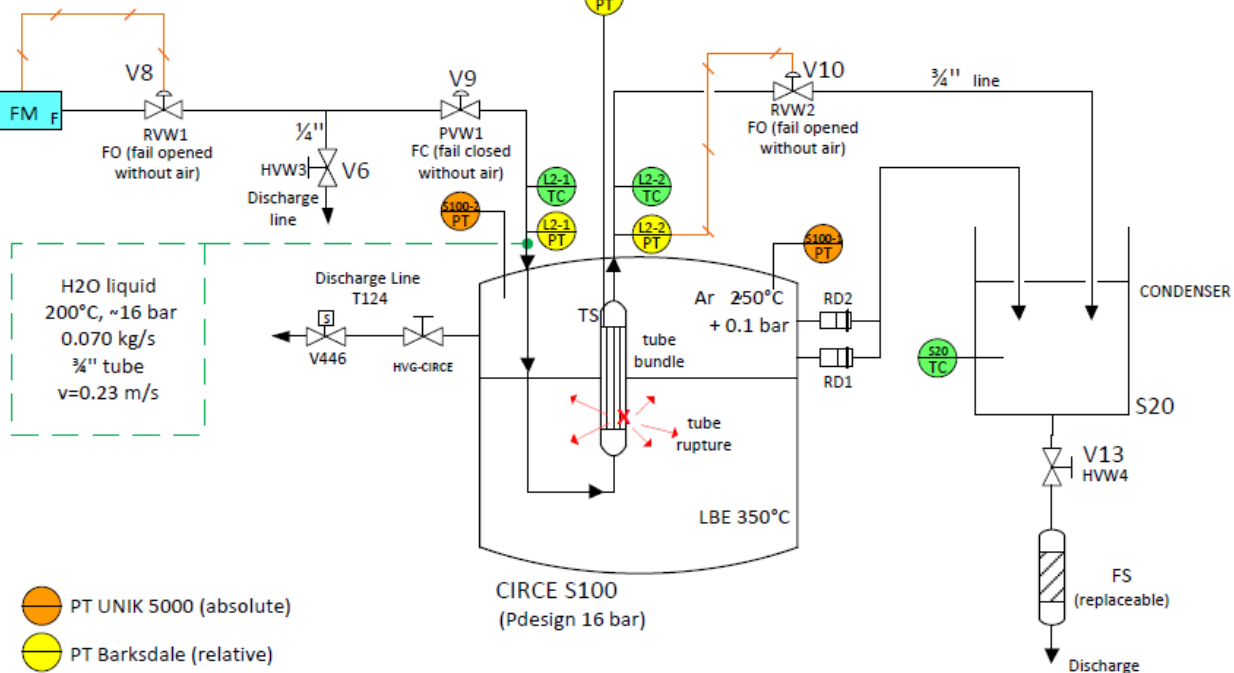 PT
V8
V9
V10
¾'' line
FM F
RVW1
FO (fail opened
without air)
¼''
HVW3
V6
Discharge
line
PVW1
FC (fail closed
without air)
RVW2
FO (fail opened
without air)
L2-1
TC
L2-2
TC
S100-2
PT
L2-1
PT
L2-2
PT
S100-1
PT
H2O liquid
200°C, ~16 bar
0.070 kg/s
¾'' tube
v=0.23 m/s
Discharge Line
T124
S
V446
HVG-CIRCE
TS
tube
bundle
Ar ~250°C
+ 0.1 bar
RD2
RD1
CONDENSER
S20
TC
S20
X
tube
rupture
V13
HVW4
LBE 350°C
CIRCE S100
(Pdesign 16 bar)
FS
(replaceable)
Discharge
PT UNIK 5000 (absolute)
PT Barksdale (relative)